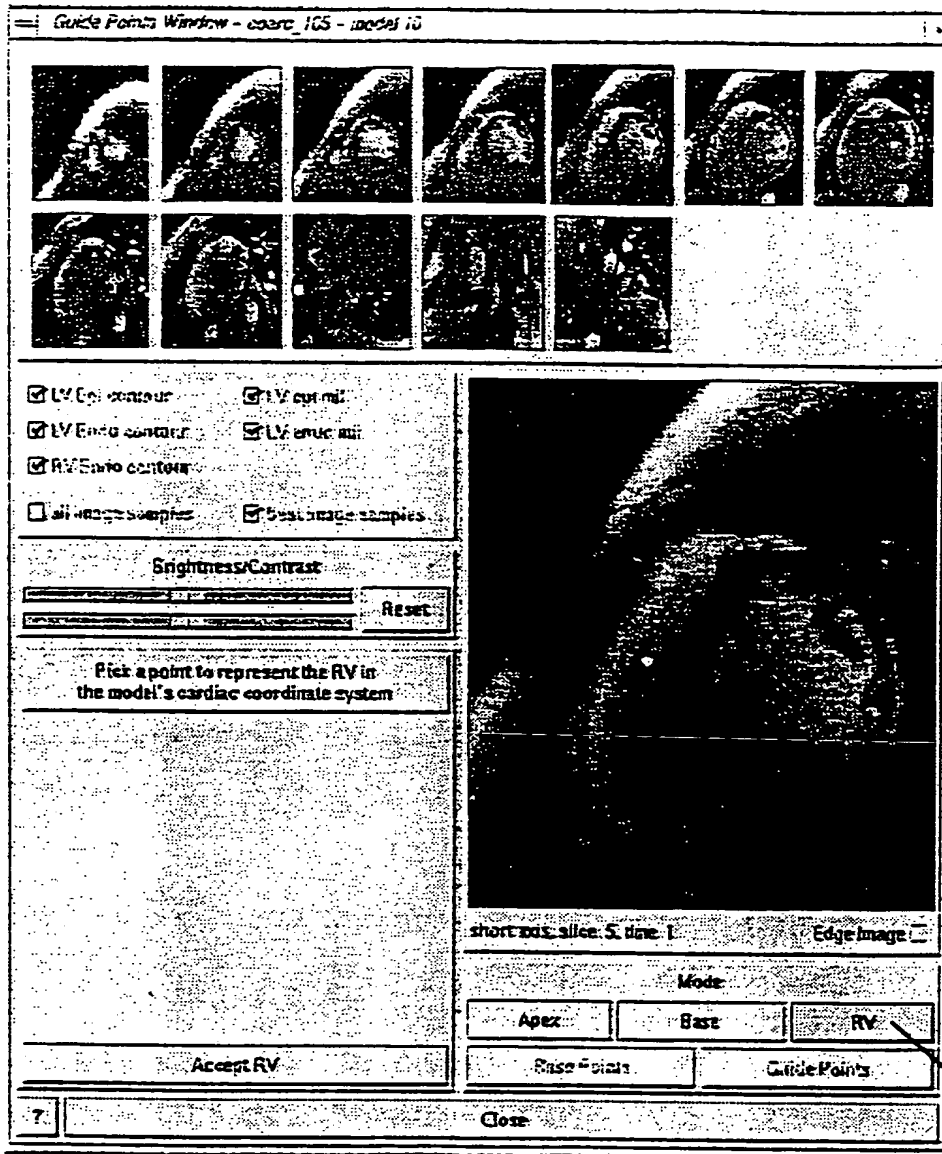 Guide Points Window - coarc_105 - model 10
LV Epi contour
LV epi int
LV Endo contour
LV endo int
RV Endo contour
all image samples
best image samples
Brightness/Contrast
Reset
Pick a point to represent the RV in
the model's cardiac coordinate system
short axis, slice: 5, time: 1
Edge Image
Mode
Apex
Base
RV
Accept RV
Base Points
Guide Points
?
Close